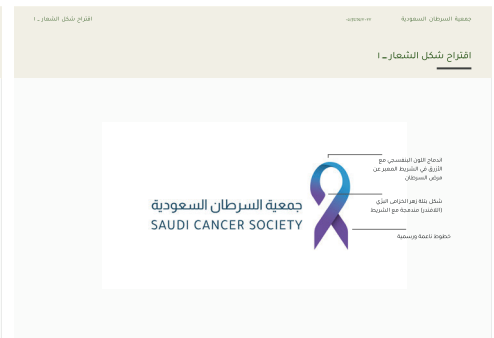 جمعية السرطان السعودية
اقتراح شكل الشعار _ ١
اقتراح شكل الشعار _ ١
اندماج اللون البنفسجي مع
الأزرق في الشريط المعبر عن
مرض السرطان
شكل بتلة زهر الخزامى البري
(اللافندر) مندمجة مع الشريط
خطوط ناعمة ورسمية
جمعية السرطان السعودية
SAUDI CANCER SOCIETY